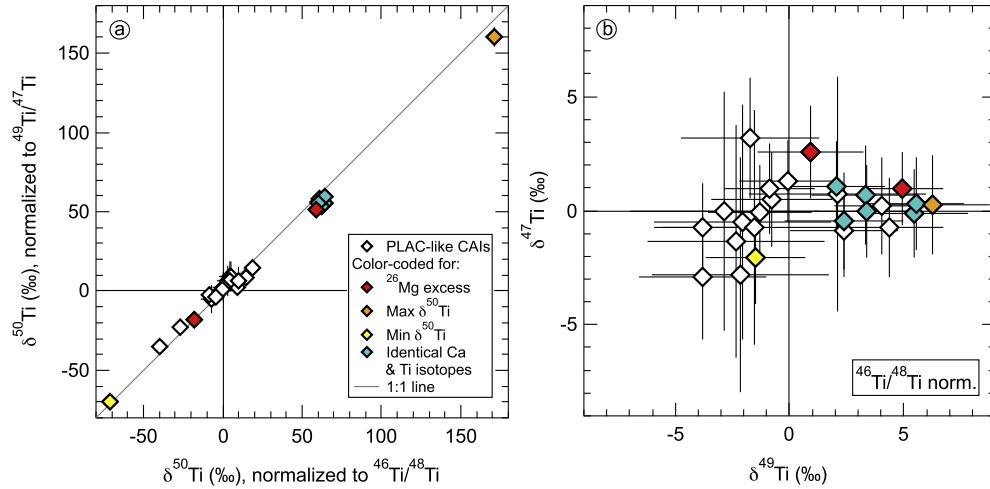 a
150
100
50
0
-50
-50
0
50
100
150
δ⁵⁰Ti (‰), normalized to ⁴⁹Ti/⁴⁷Ti
δ⁵⁰Ti (‰), normalized to ⁴⁶Ti/⁴⁸Ti
PLAC-like CAIs
Color-coded for:
²⁶Mg excess
Max δ⁵⁰Ti
Min δ⁵⁰Ti
Identical Ca
& Ti isotopes
1:1 line
b
5
0
-5
-9
-5
0
5
δ⁴⁷Ti (‰)
δ⁴⁹Ti (‰)
⁴⁶Ti/⁴⁸Ti norm.